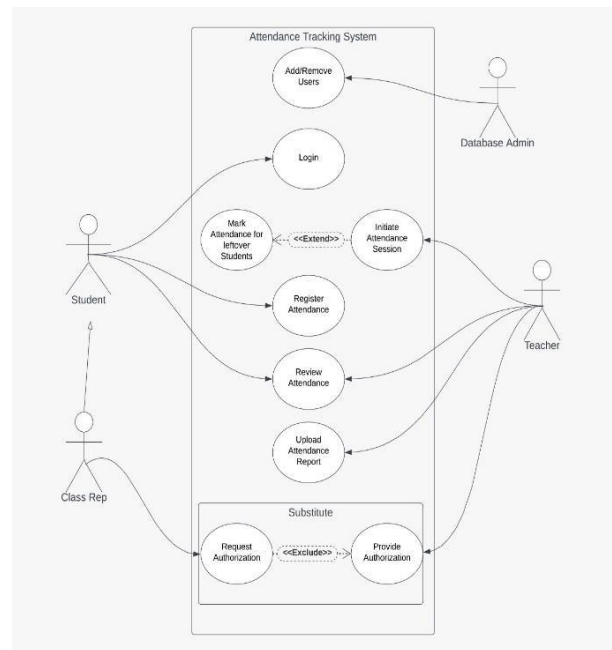 Attendance Tracking System
Add/Remove
Users
Database Admin
Login
Mark
Attendance for
leftover
Students
<<Extend>>
Initiate
Attendance
Session
Student
Register
Attendance
Teacher
Review
Attendance
Upload
Attendance
Report
Class Rep
Substitute
Request
Authorization
<<Exclude>>
Provide
Authorization